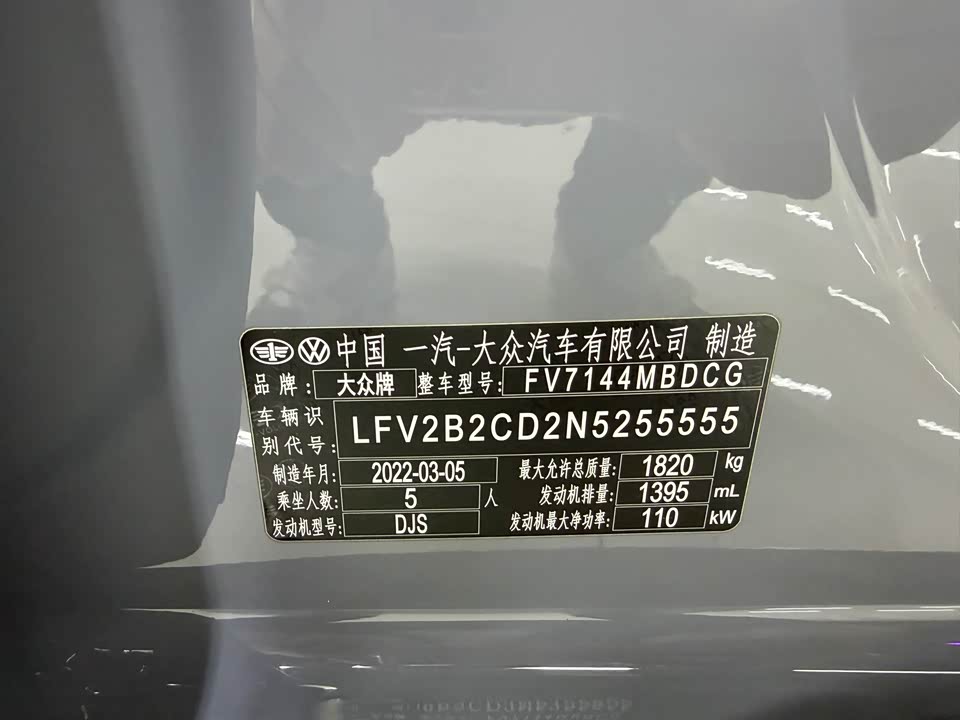 中国 一汽-大众汽车有限公司 制造
品牌: 大众牌 整车型号: FV7144MBDCG
车辆识别代号: LFV2B2CD2N5255555
制造年月: 2022-03-05 最大允许总质量: 1820 kg
乘坐人数: 5 人 发动机排量: 1395 mL
发动机型号: DJS 发动机最大净功率: 110 kW